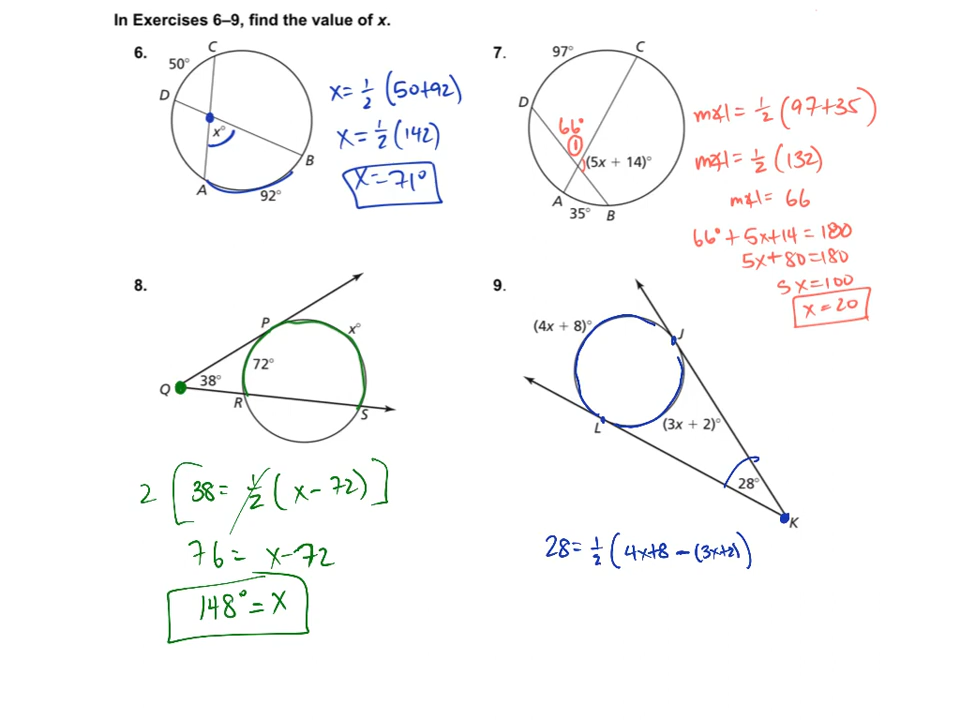 In Exercises 6–9, find the value of x.
6.
C
50°
D
x°
B
A
92°
x = 1/2 (50+92)
x = 1/2 (142)
x = 71°
7.
97°
C
D
66°
1
(5x + 14)°
A
35°
B
m∡1 = 1/2 (97+35)
m∡1 = 1/2 (132)
m∡1 = 66
66° + 5x+14 = 180
5x+80=180
5x=100
x=20
8.
P
x°
72°
Q
38°
R
S
2 [38 = 1/2 (x - 72)]
76 = x - 72
148° = x
9.
(4x + 8)°
J
L
(3x + 2)°
28°
K
28 = 1/2 (4x+8 - (3x+2))